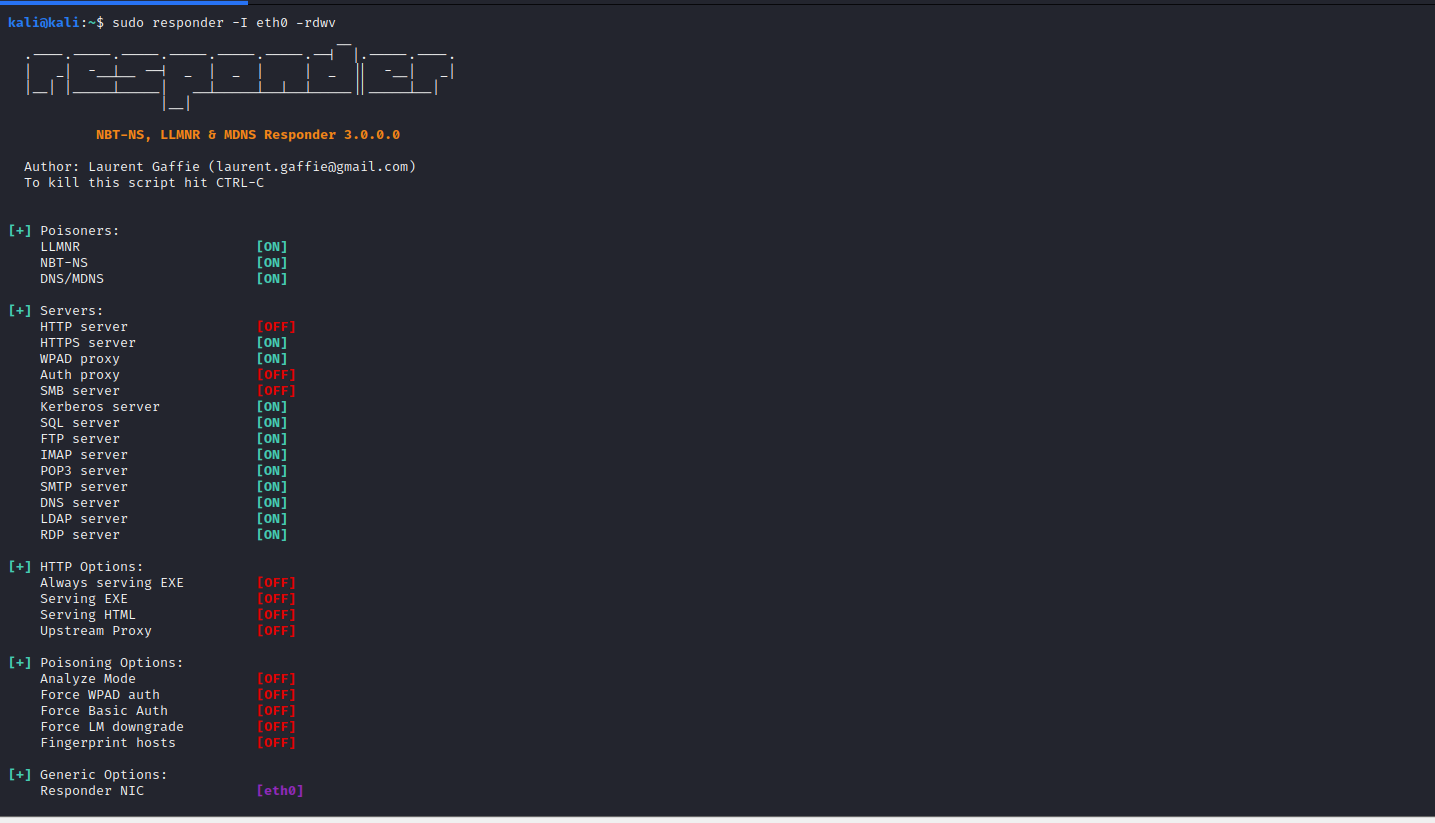 kali@kali:~$ sudo responder -I eth0 -rdwv
NBT-NS, LLMNR & MDNS Responder 3.0.0.0
Author: Laurent Gaffie (laurent.gaffie@gmail.com)
To kill this script hit CTRL-C
[+] Poisoners:
LLMNR [ON]
NBT-NS [ON]
DNS/MDNS [ON]
[+] Servers:
HTTP server [OFF]
HTTPS server [ON]
WPAD proxy [ON]
Auth proxy [OFF]
SMB server [OFF]
Kerberos server [ON]
SQL server [ON]
FTP server [ON]
IMAP server [ON]
POP3 server [ON]
SMTP server [ON]
DNS server [ON]
LDAP server [ON]
RDP server [ON]
[+] HTTP Options:
Always serving EXE [OFF]
Serving EXE [OFF]
Serving HTML [OFF]
Upstream Proxy [OFF]
[+] Poisoning Options:
Analyze Mode [OFF]
Force WPAD auth [OFF]
Force Basic Auth [OFF]
Force LM downgrade [OFF]
Fingerprint hosts [OFF]
[+] Generic Options:
Responder NIC [eth0]